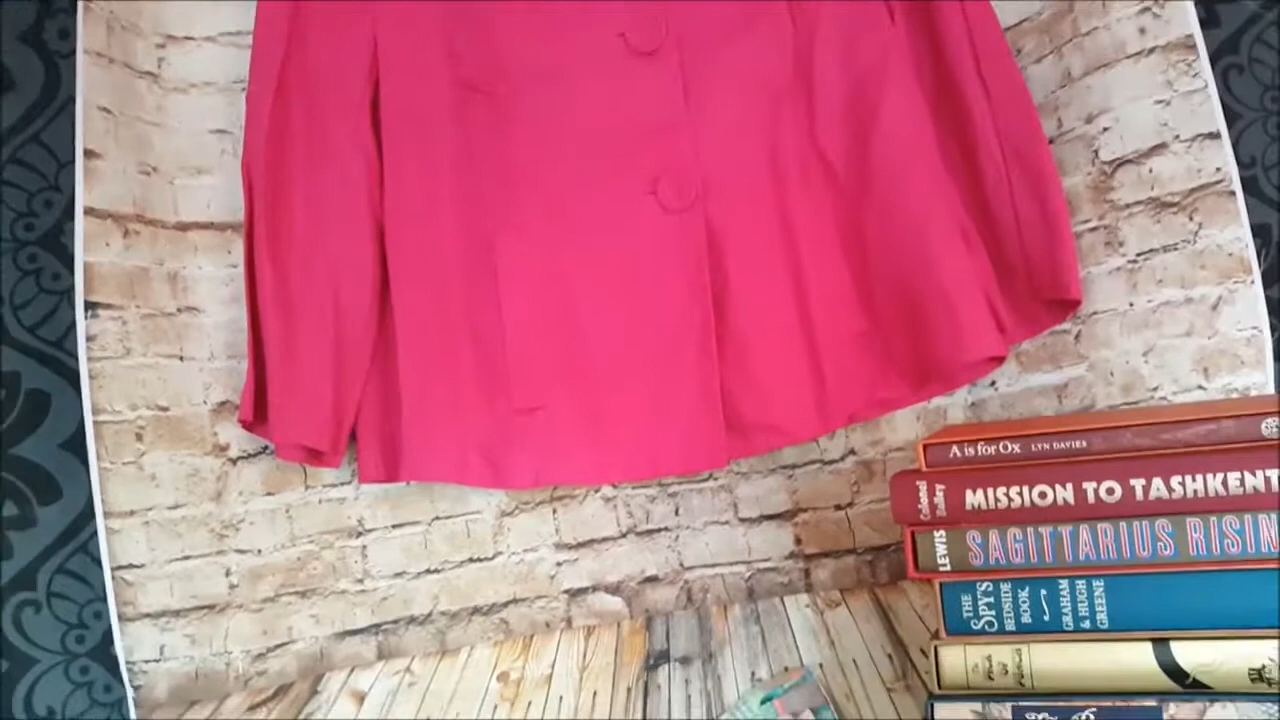 A is for Ox LYN DAVIES
Colonel Bailey MISSION TO TASHKENT
LEWIS SAGITTARIUS RISIN
THE SPY'S BEDSIDE BOOK GRAHAM & HUGH GREENE